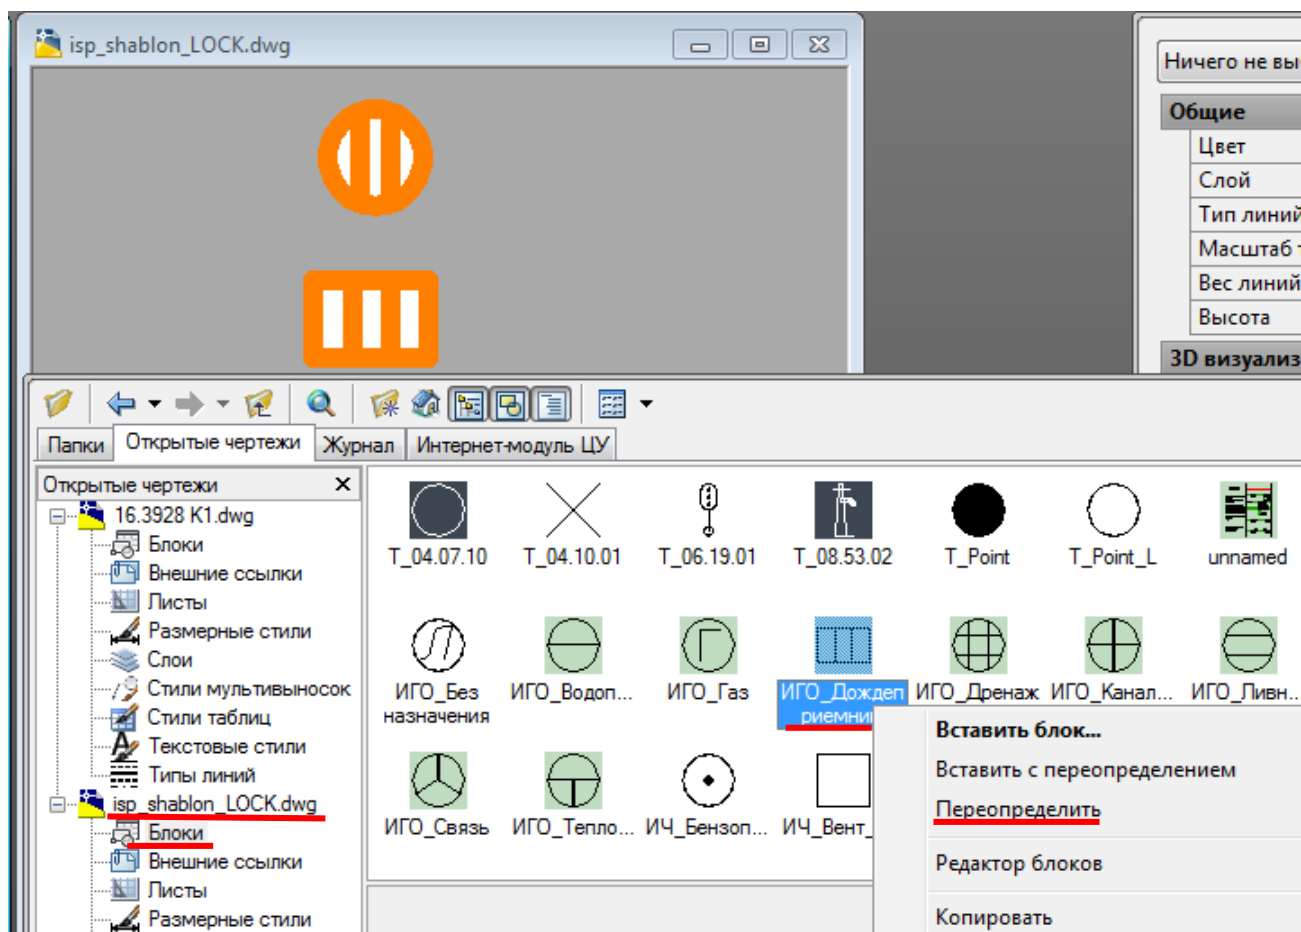 isp_shablon_LOCK.dwg
Ничего не вы
Общие
Цвет
Слой
Тип линий
Масштаб т
Вес линий
Высота
3D визуализ
Папки
Открытые чертежи
Журнал
Интернет-модуль ЦУ
Открытые чертежи
16.3928 К1.dwg
Блоки
Внешние ссылки
Листы
Размерные стили
Слои
Стили мультивыносок
Стили таблиц
Текстовые стили
Типы линий
isp_shablon_LOCK.dwg
Блоки
Внешние ссылки
Листы
Размерные стили
T_04.07.10
T_04.10.01
T_06.19.01
T_08.53.02
T_Point
T_Point_L
unnamed
ИГО_Без
назначения
ИГО_Водоп...
ИГО_Газ
ИГО_Дождеп
риемни
ИГО_Дренаж
ИГО_Канал...
ИГО_Ливн...
ИГО_Связь
ИГО_Тепло...
ИЧ_Бензоп...
ИЧ_Вент_
Вставить блок...
Вставить с переопределением
Переопределить
Редактор блоков
Копировать